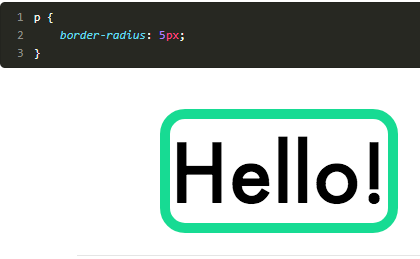 1 p {
2 border-radius: 5px;
3 }
Hello!